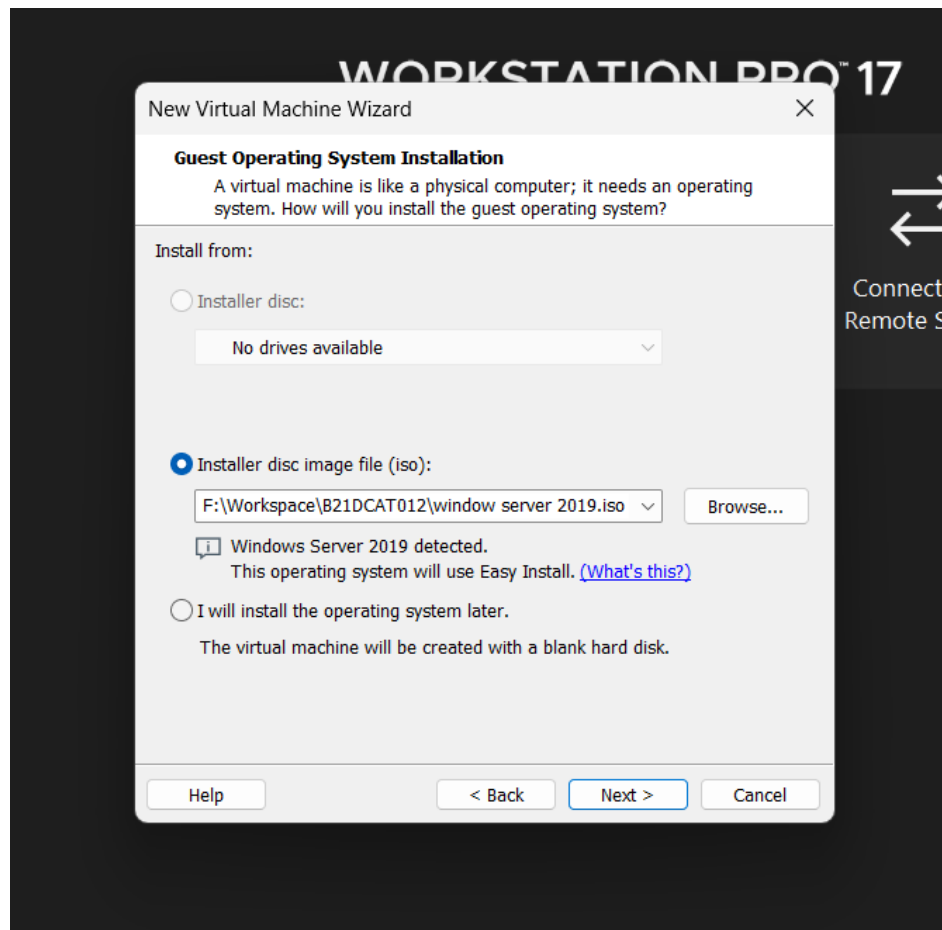 WORKSTATION PRO™ 17
New Virtual Machine Wizard
Guest Operating System Installation
A virtual machine is like a physical computer; it needs an operating
system. How will you install the guest operating system?
Install from:
Installer disc:
No drives available
Connect
Remote S
Installer disc image file (iso):
F:\Workspace\B21DCAT012\window server 2019.iso
Browse...
Windows Server 2019 detected.
This operating system will use Easy Install. (What's this?)
I will install the operating system later.
The virtual machine will be created with a blank hard disk.
Help
< Back
Next >
Cancel